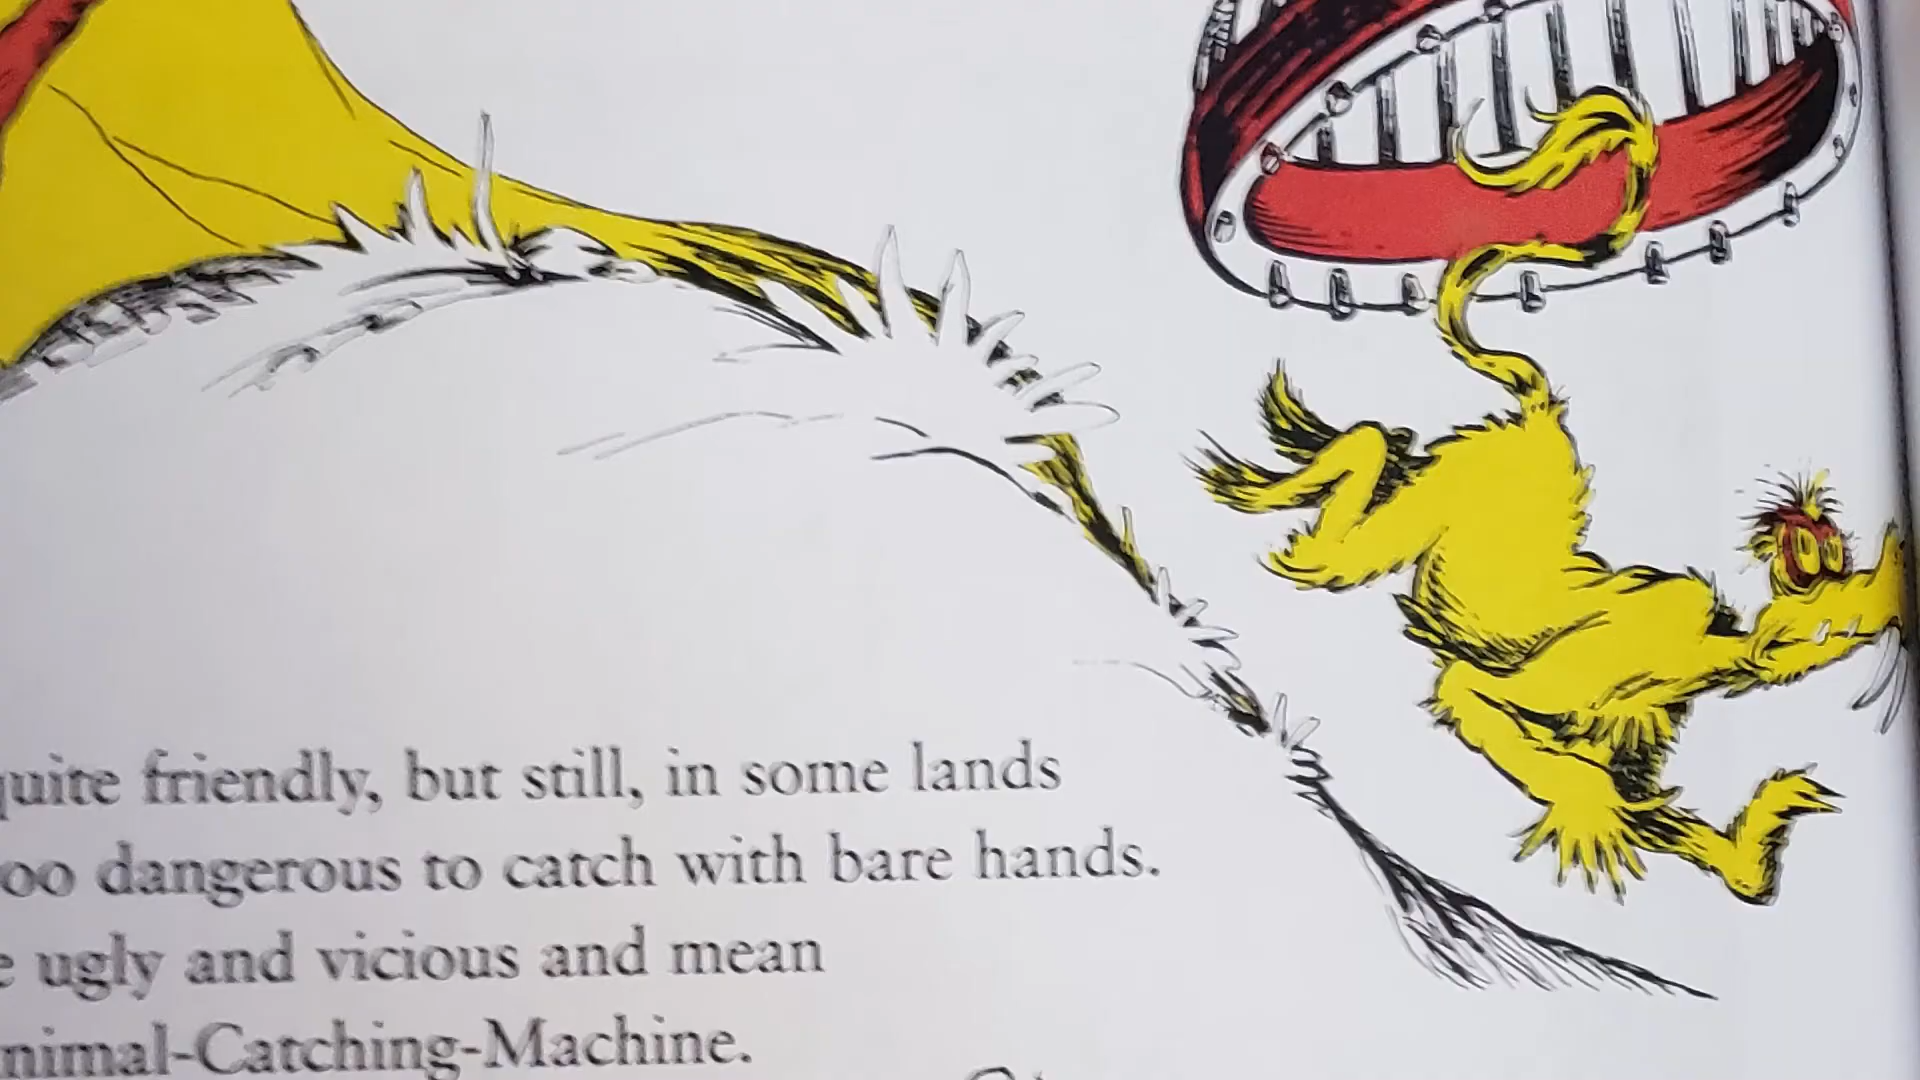 quite friendly, but still, in some lands
oo dangerous to catch with bare hands.
e ugly and vicious and mean
nimal-Catching-Machine.